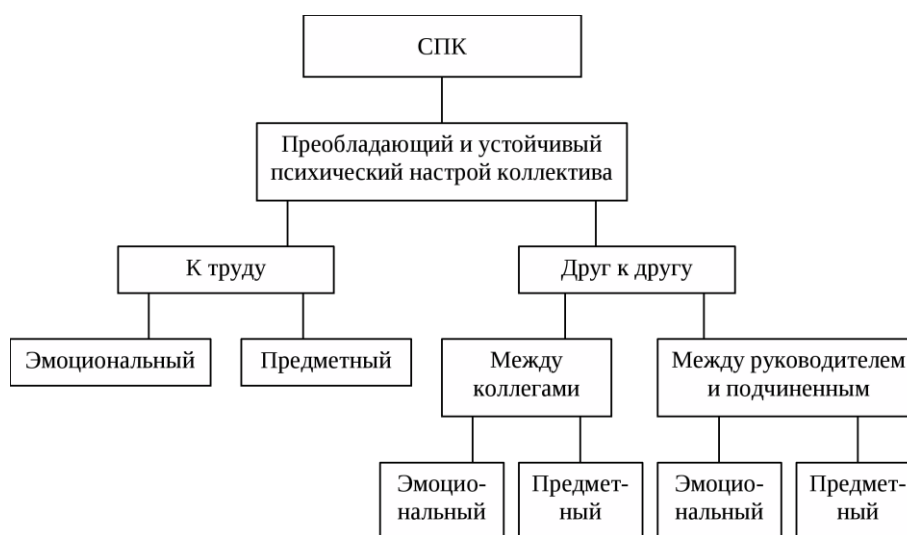 СПК
Преобладающий и устойчивый
психический настрой коллектива
К труду
Друг к другу
Эмоциональный
Предметный
Между
коллегами
Между руководителем
и подчиненным
Эмоцио-
нальный
Предмет-
ный
Эмоцио-
нальный
Предмет-
ный